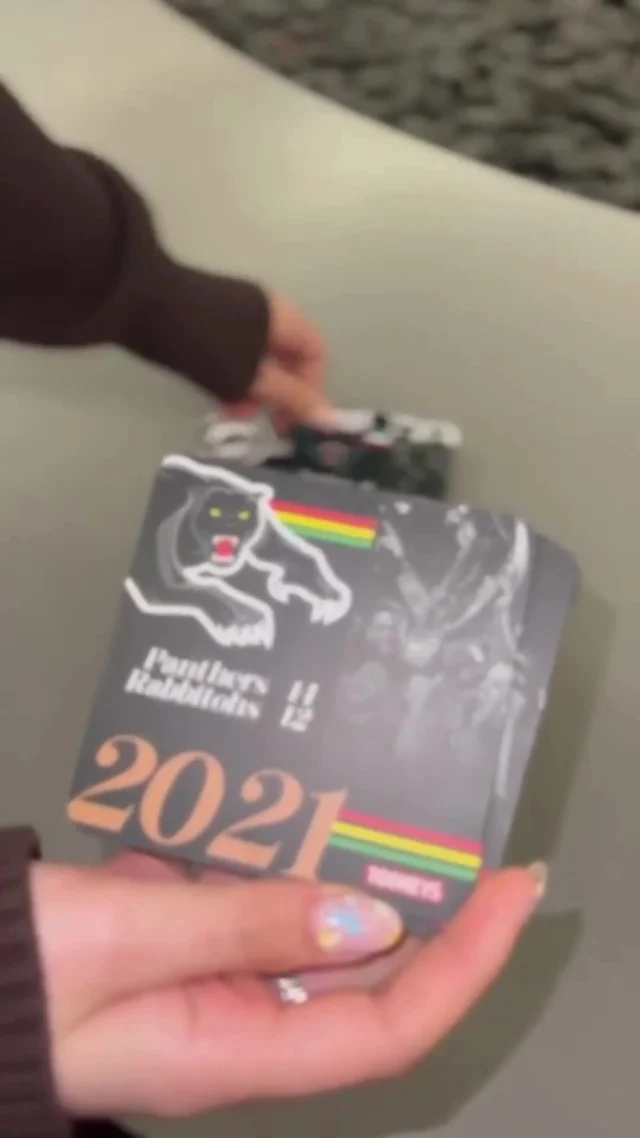 Panthers 14
Rabbitohs 12
2021
TOOHEYS